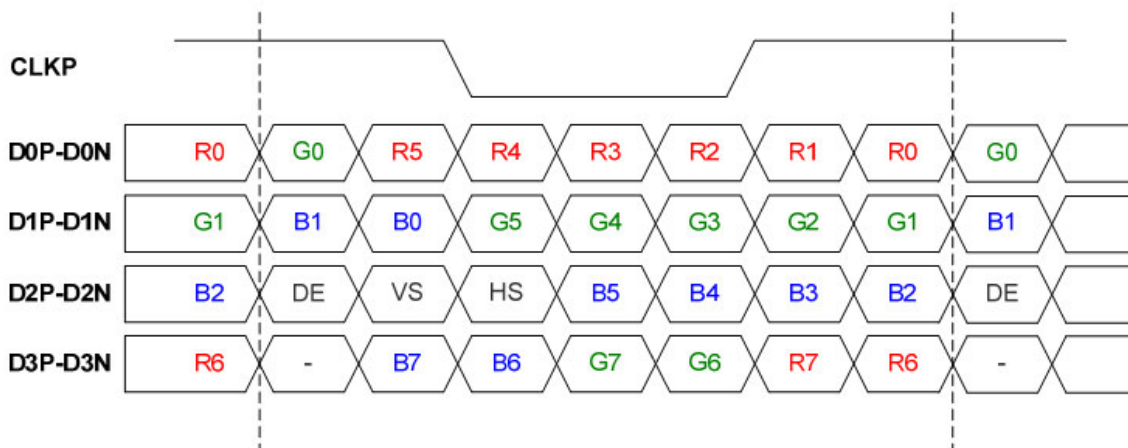 CLKP
D0P-D0N R0 G0 R5 R4 R3 R2 R1 R0 G0
D1P-D1N G1 B1 B0 G5 G4 G3 G2 G1 B1
D2P-D2N B2 DE VS HS B5 B4 B3 B2 DE
D3P-D3N R6 - B7 B6 G7 G6 R7 R6 -